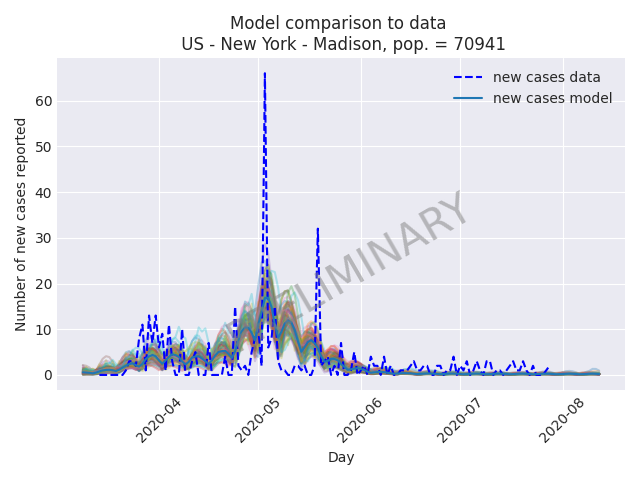 Model comparison to data
US - New York - Madison, pop. = 70941
new cases data
new cases model
Number of new cases reported
60
50
40
30
20
10
0
PRELIMINARY
2020-04
2020-05
2020-06
2020-07
2020-08
Day